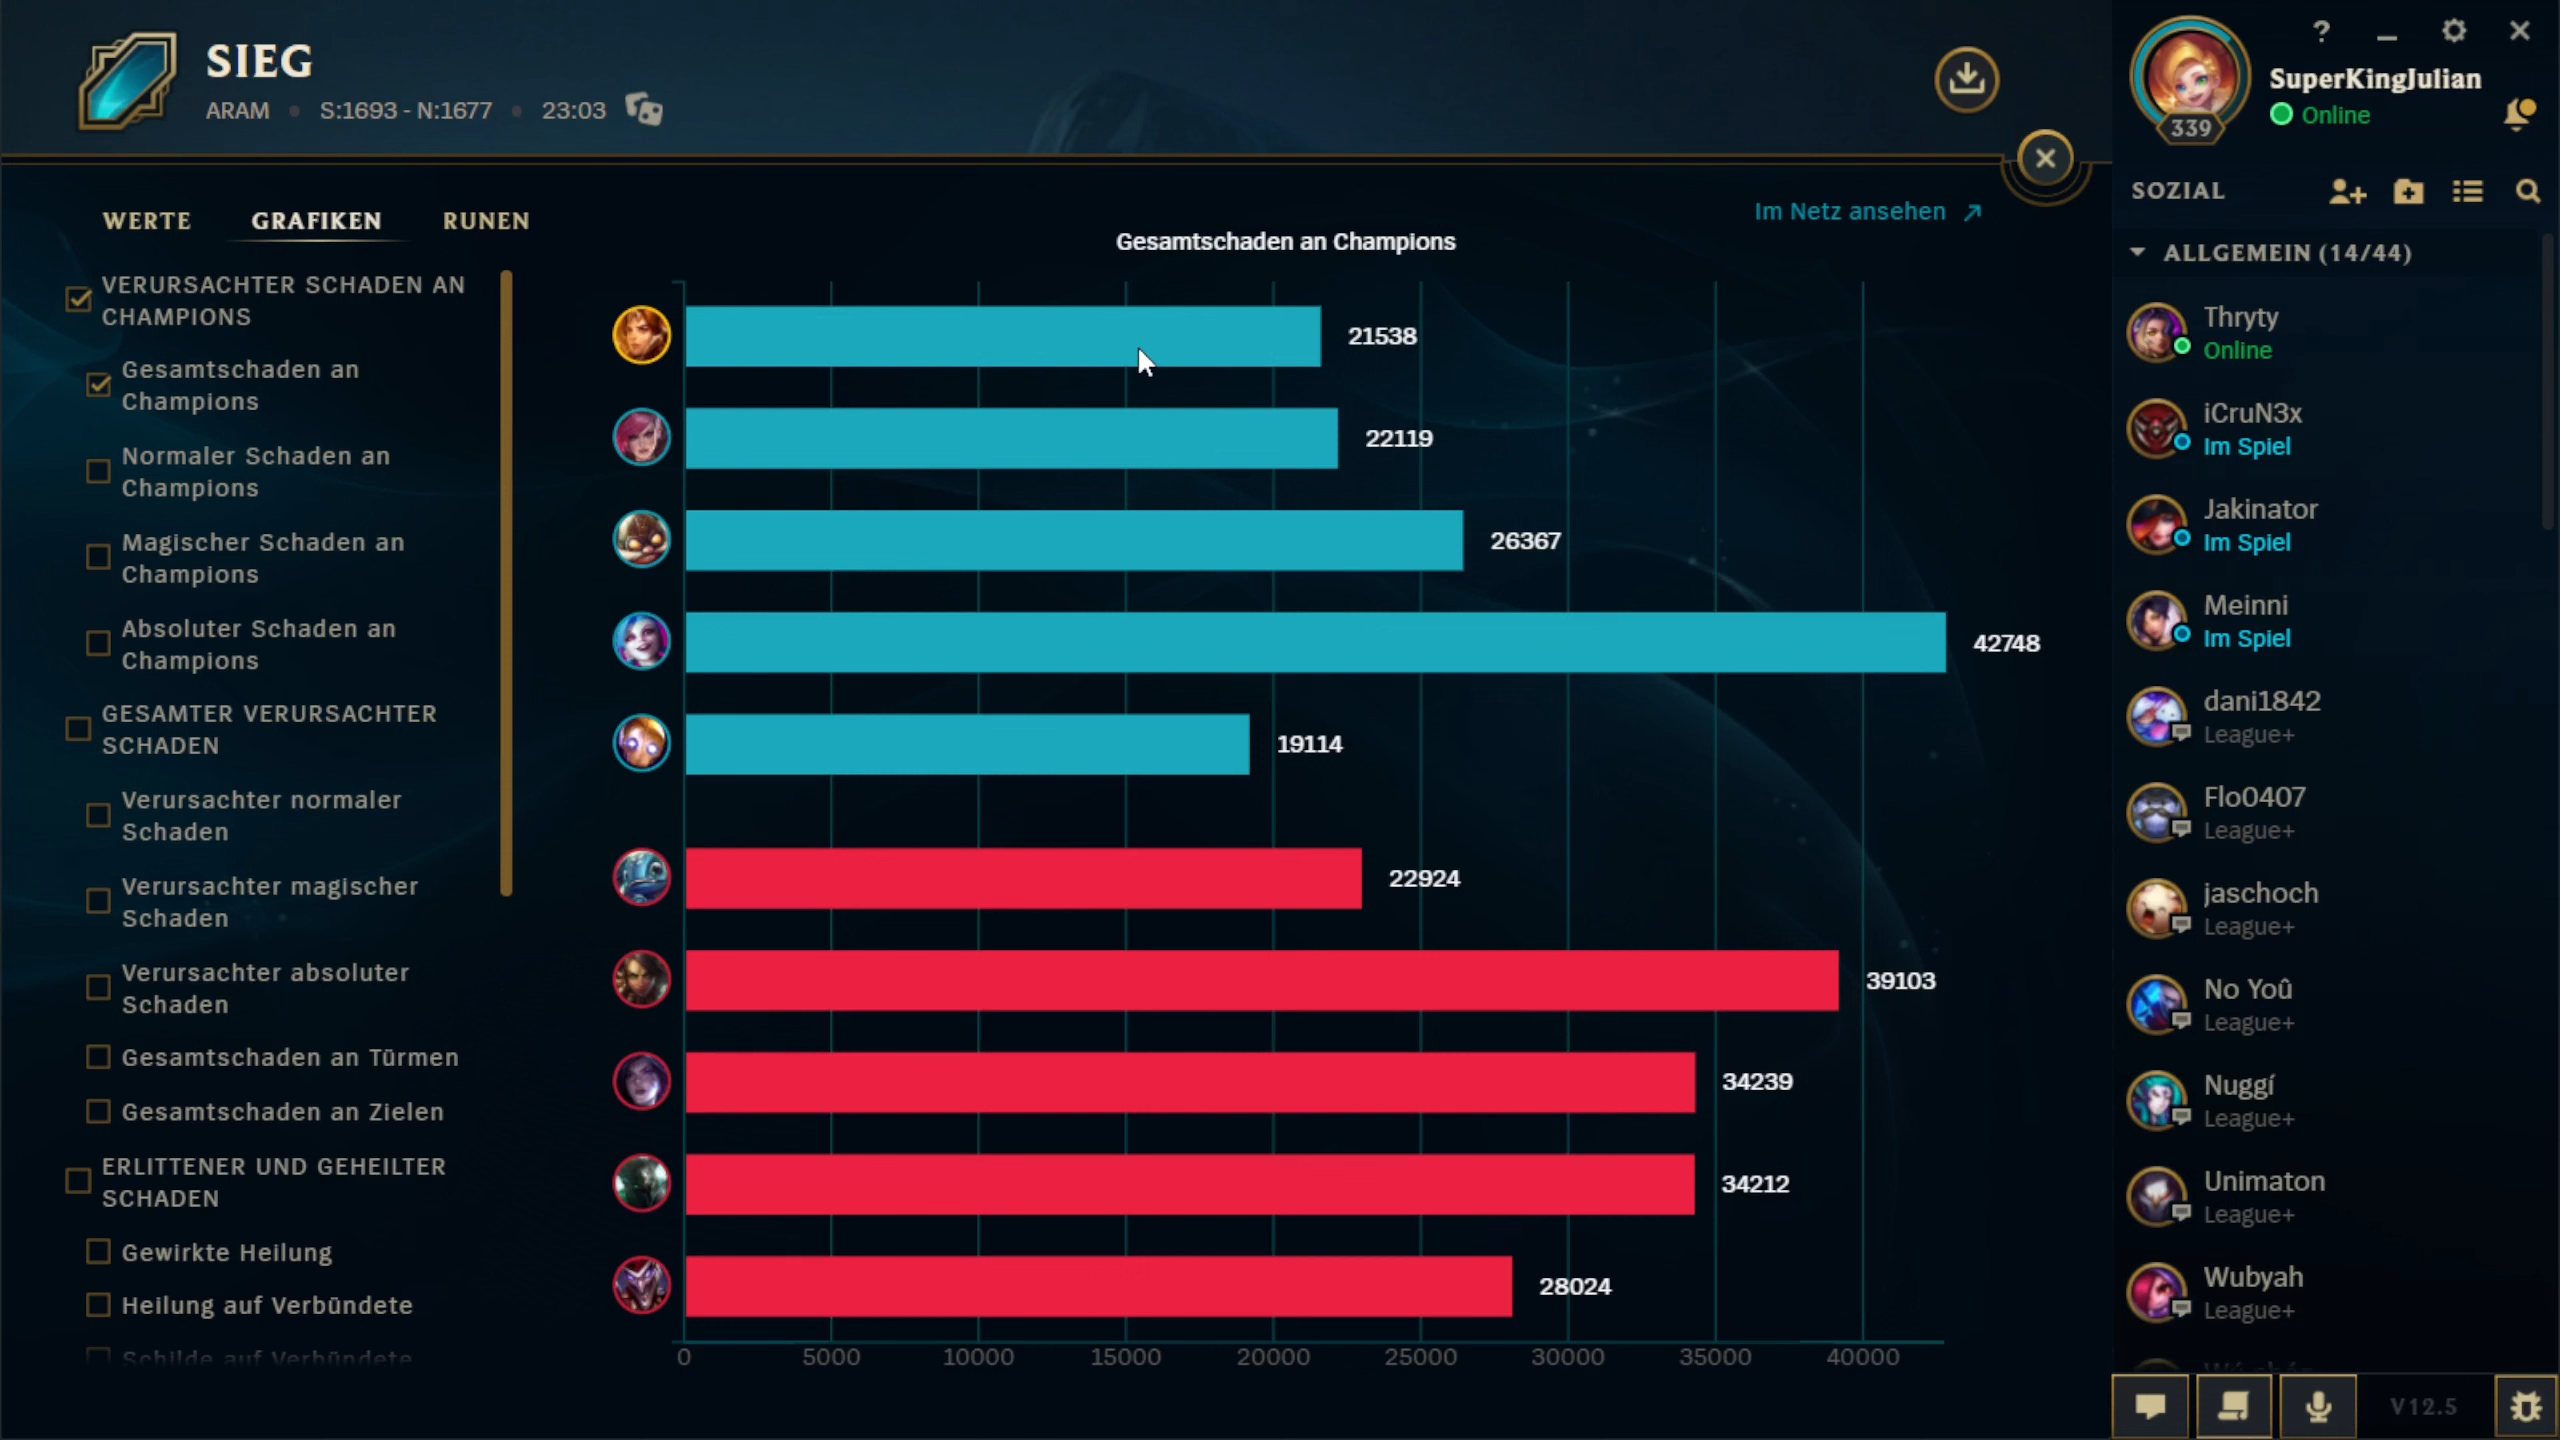 SIEG
ARAM • S:1693 - N:1677 • 23:03
WERTE GRAFIKEN RUNEN
Im Netz ansehen
VERURSACHTER SCHADEN AN
CHAMPIONS
Gesamtschaden an
Champions
Normaler Schaden an
Champions
Magischer Schaden an
Champions
Absoluter Schaden an
Champions
GESAMTER VERURSACHTER
SCHADEN
Verursachter normaler
Schaden
Verursachter magischer
Schaden
Verursachter absoluter
Schaden
Gesamtschaden an Türmen
Gesamtschaden an Zielen
ERLITTENER UND GEHEILTER
SCHADEN
Gewirkte Heilung
Heilung auf Verbündete
Schilde auf Verbündete
Gesamtschaden an Champions
21538
22119
26367
42748
19114
22924
39103
34239
34212
28024
0 5000 10000 15000 20000 25000 30000 35000 40000
?
339
SuperKingJulian
Online
SOZIAL
ALLGEMEIN (14/44)
Thryty
Online
iCruN3x
Im Spiel
Jakinator
Im Spiel
Meinni
Im Spiel
dani1842
League+
Flo0407
League+
jaschoch
League+
No Yoû
League+
Nuggí
League+
Unimaton
League+
Wubyah
League+
V12.5